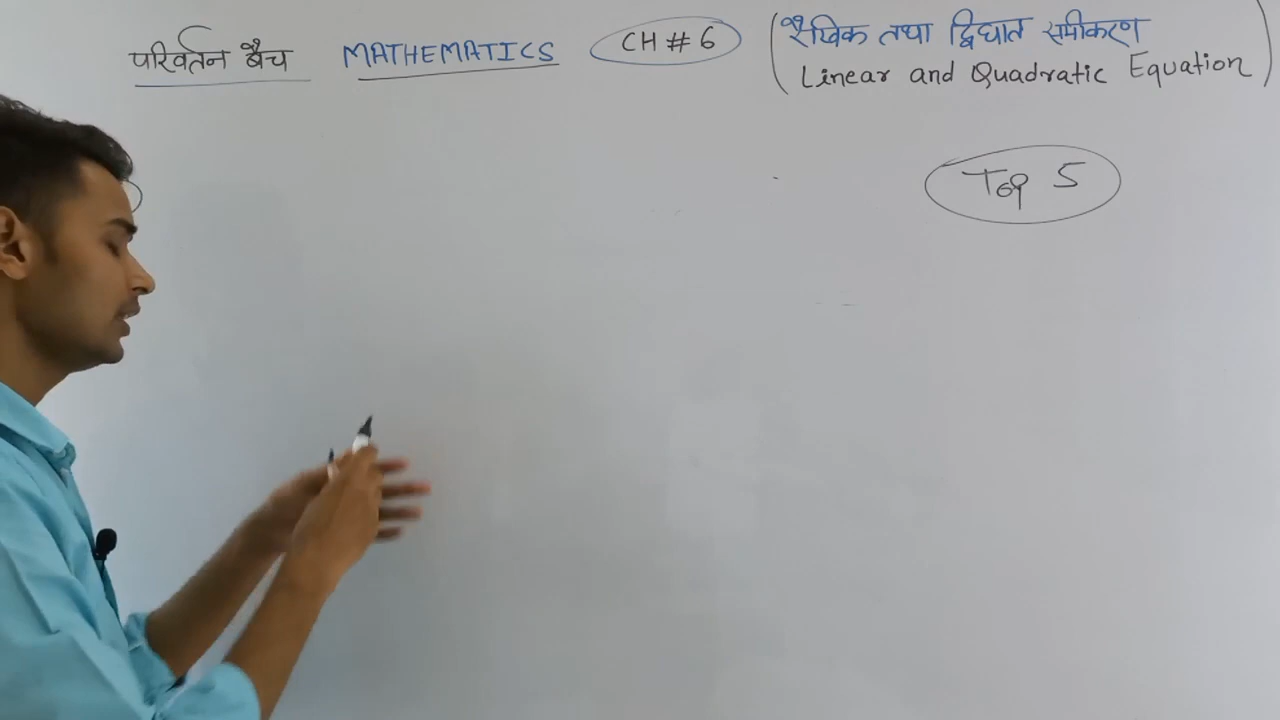 परिवर्तन बैच MATHEMATICS CH # 6
(रैखिक तथा द्विघात समीकरण
Linear and Quadratic Equation)
Top 5